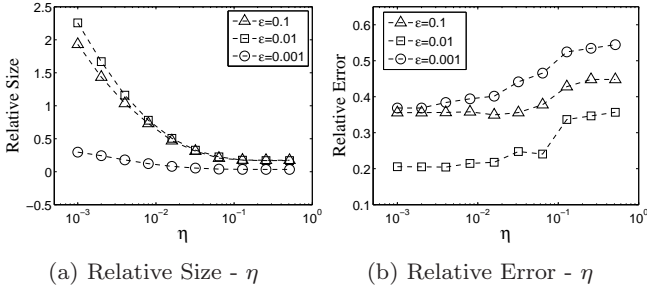 2.5
2
1.5
1
0.5
0
−0.5
Relative Size
ε=0.1
ε=0.01
ε=0.001
10⁻³
10⁻²
10⁻¹
10⁰
η
(a) Relative Size - η
0.6
0.5
0.4
0.3
0.2
0.1
Relative Error
ε=0.1
ε=0.01
ε=0.001
10⁻³
10⁻²
10⁻¹
10⁰
η
(b) Relative Error - η